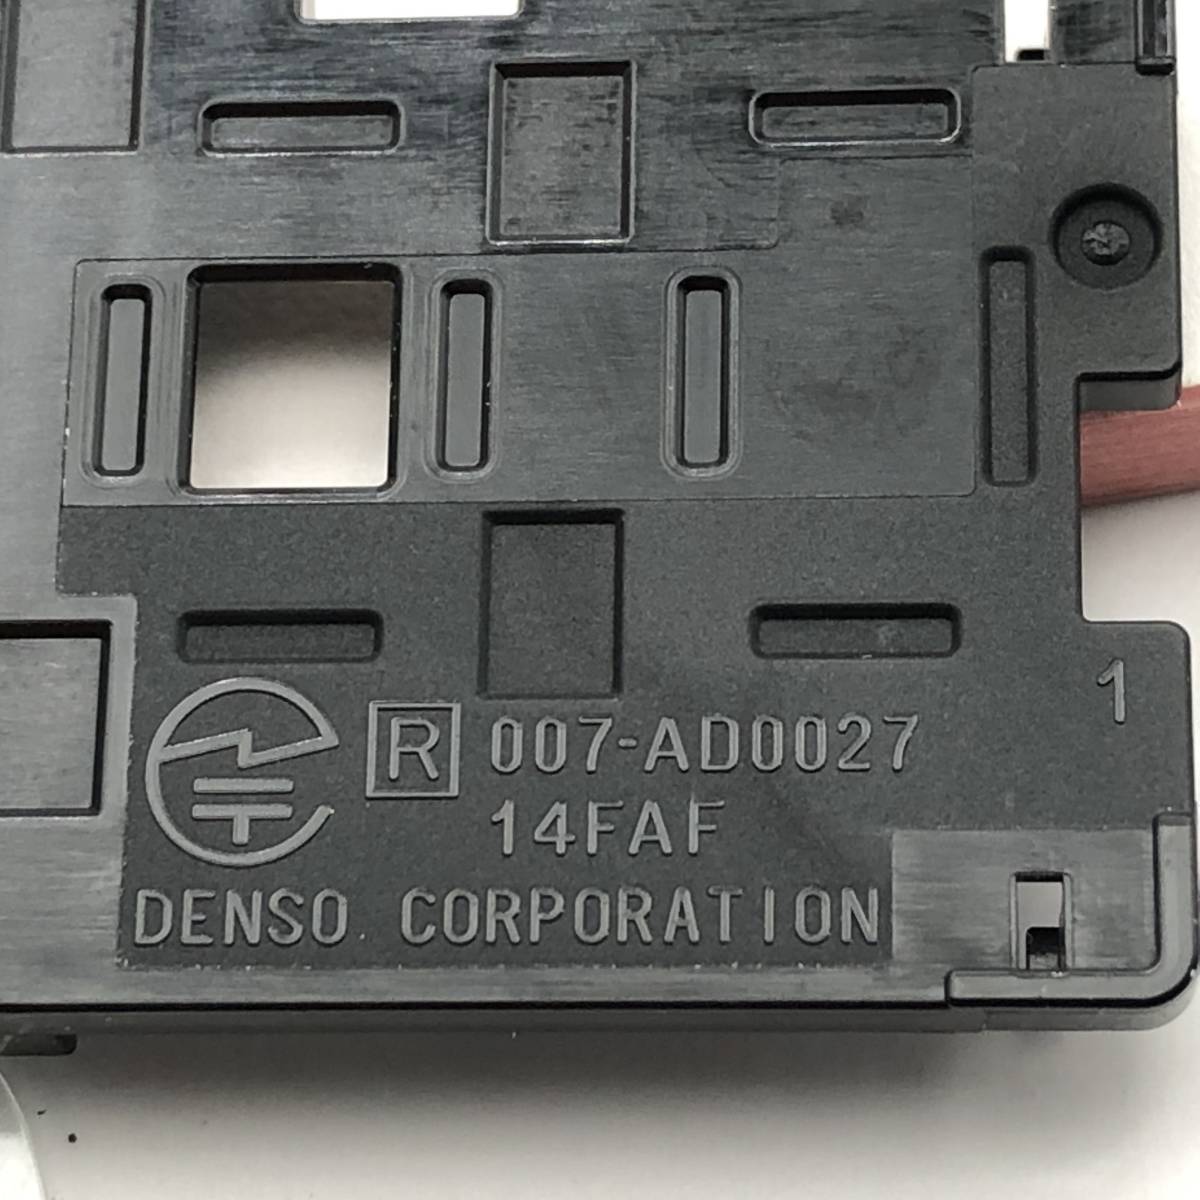 1
R 007-AD0027
14FAF
DENSO CORPORATION